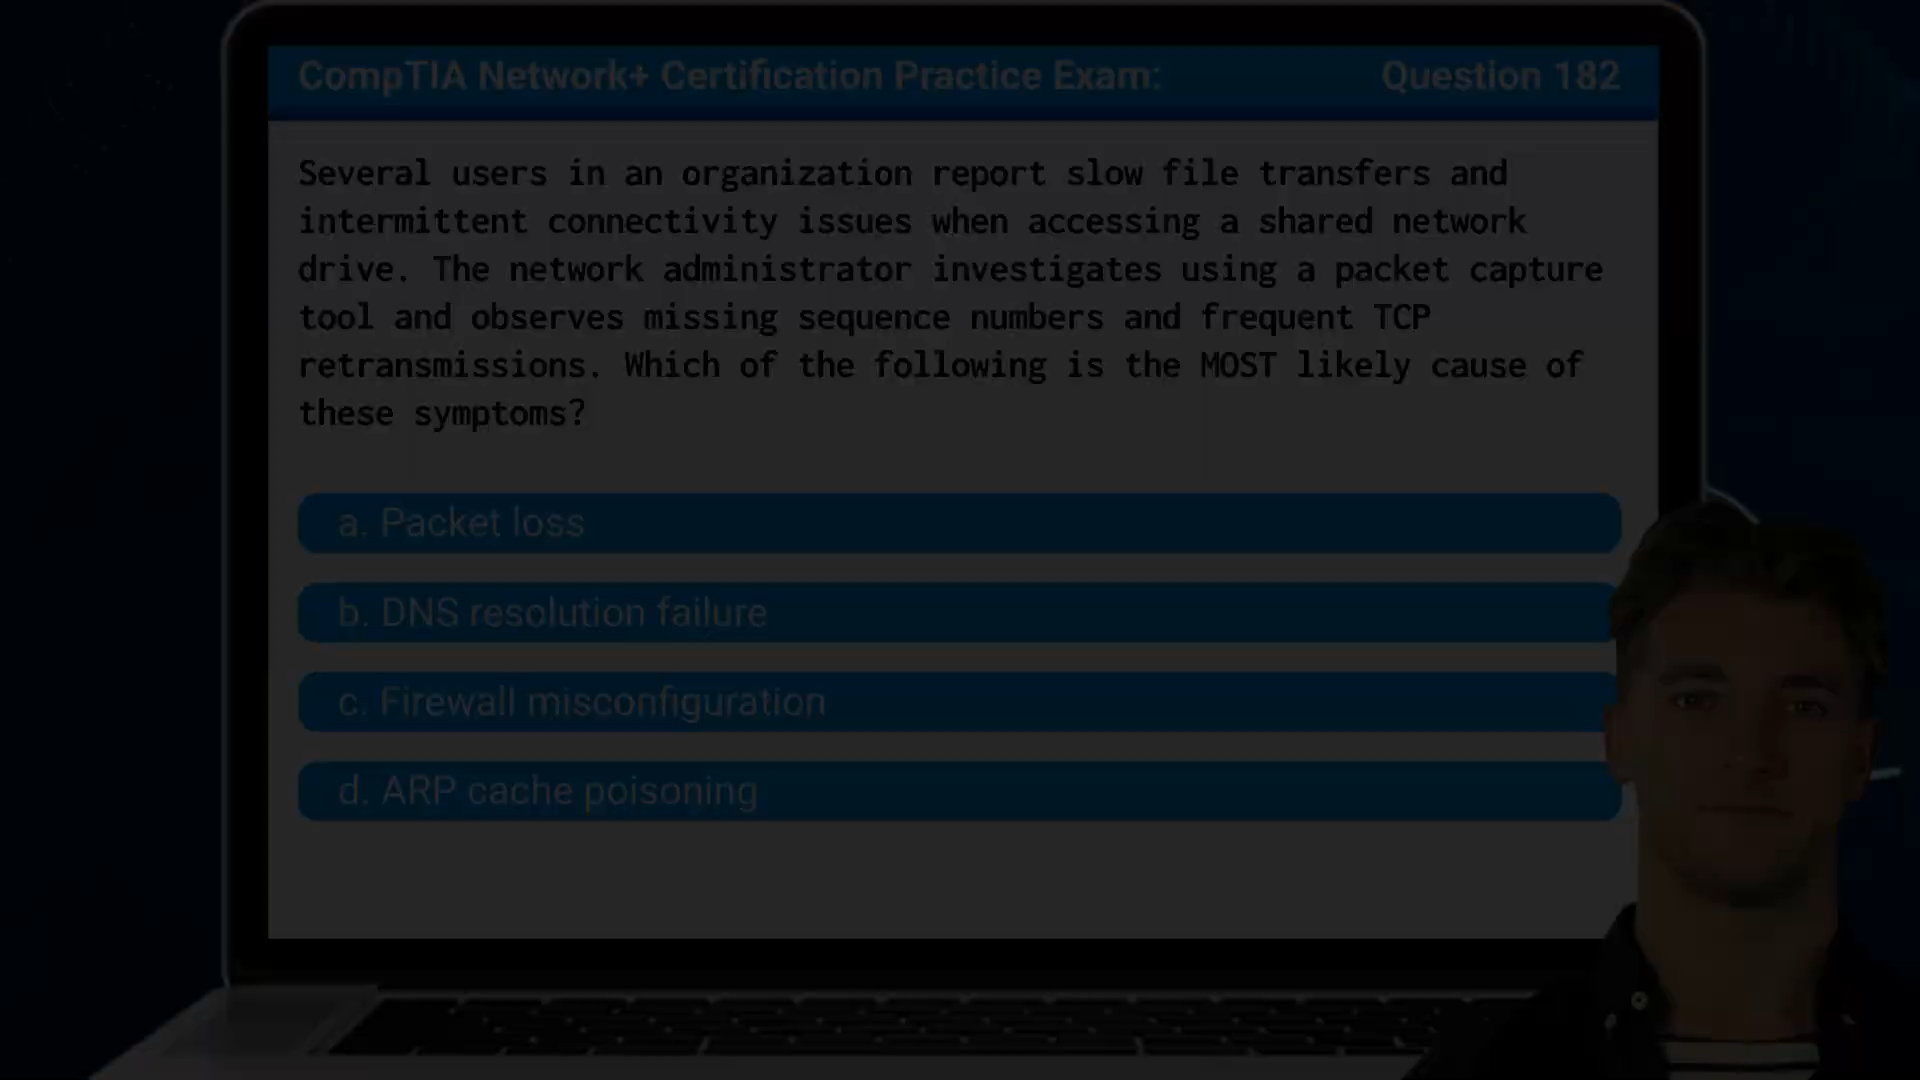 CompTIA Network+ Certification Practice Exam: Question 182
Several users in an organization report slow file transfers and
intermittent connectivity issues when accessing a shared network
drive. The network administrator investigates using a packet capture
tool and observes missing sequence numbers and frequent TCP
retransmissions. Which of the following is the MOST likely cause of
these symptoms?
a. Packet loss
b. DNS resolution failure
c. Firewall misconfiguration
d. ARP cache poisoning